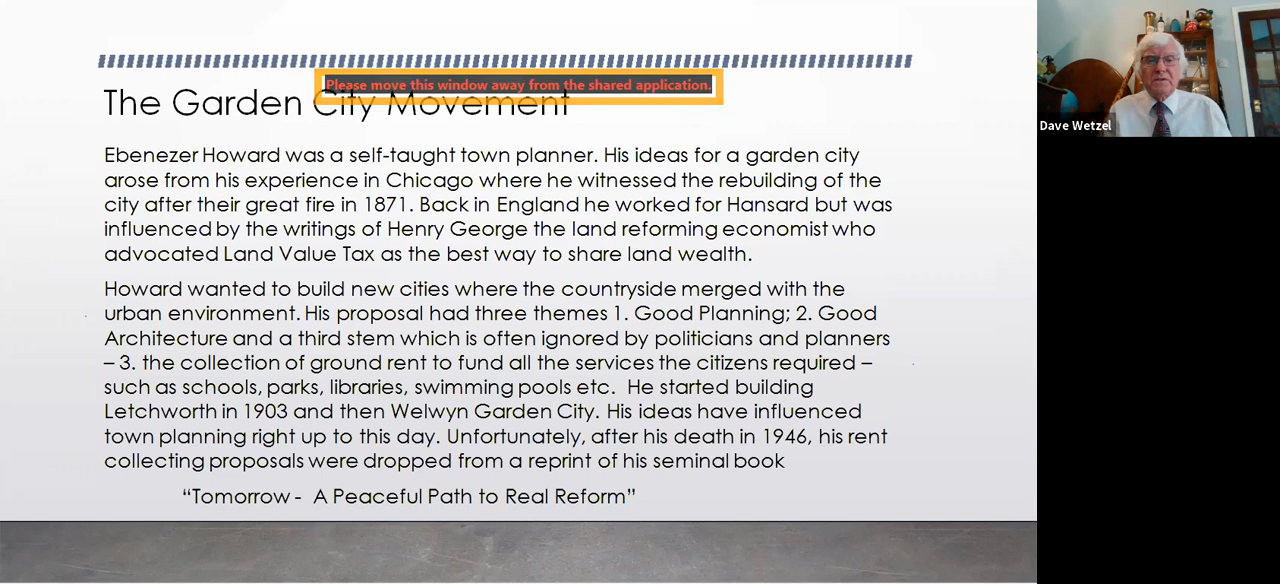 Please move this window away from the shared application.
The Garden City Movement
Ebenezer Howard was a self-taught town planner. His ideas for a garden city
arose from his experience in Chicago where he witnessed the rebuilding of the
city after their great fire in 1871. Back in England he worked for Hansard but was
influenced by the writings of Henry George the land reforming economist who
advocated Land Value Tax as the best way to share land wealth.
Howard wanted to build new cities where the countryside merged with the
urban environment. His proposal had three themes 1. Good Planning; 2. Good
Architecture and a third stem which is often ignored by politicians and planners
– 3. the collection of ground rent to fund all the services the citizens required –
such as schools, parks, libraries, swimming pools etc.  He started building
Letchworth in 1903 and then Welwyn Garden City. His ideas have influenced
town planning right up to this day. Unfortunately, after his death in 1946, his rent
collecting proposals were dropped from a reprint of his seminal book
“Tomorrow -  A Peaceful Path to Real Reform”
Dave Wetzel